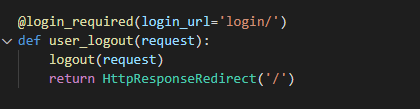 @login_required(login_url='login/')
def user_logout(request):
    logout(request)
    return HttpResponseRedirect('/')